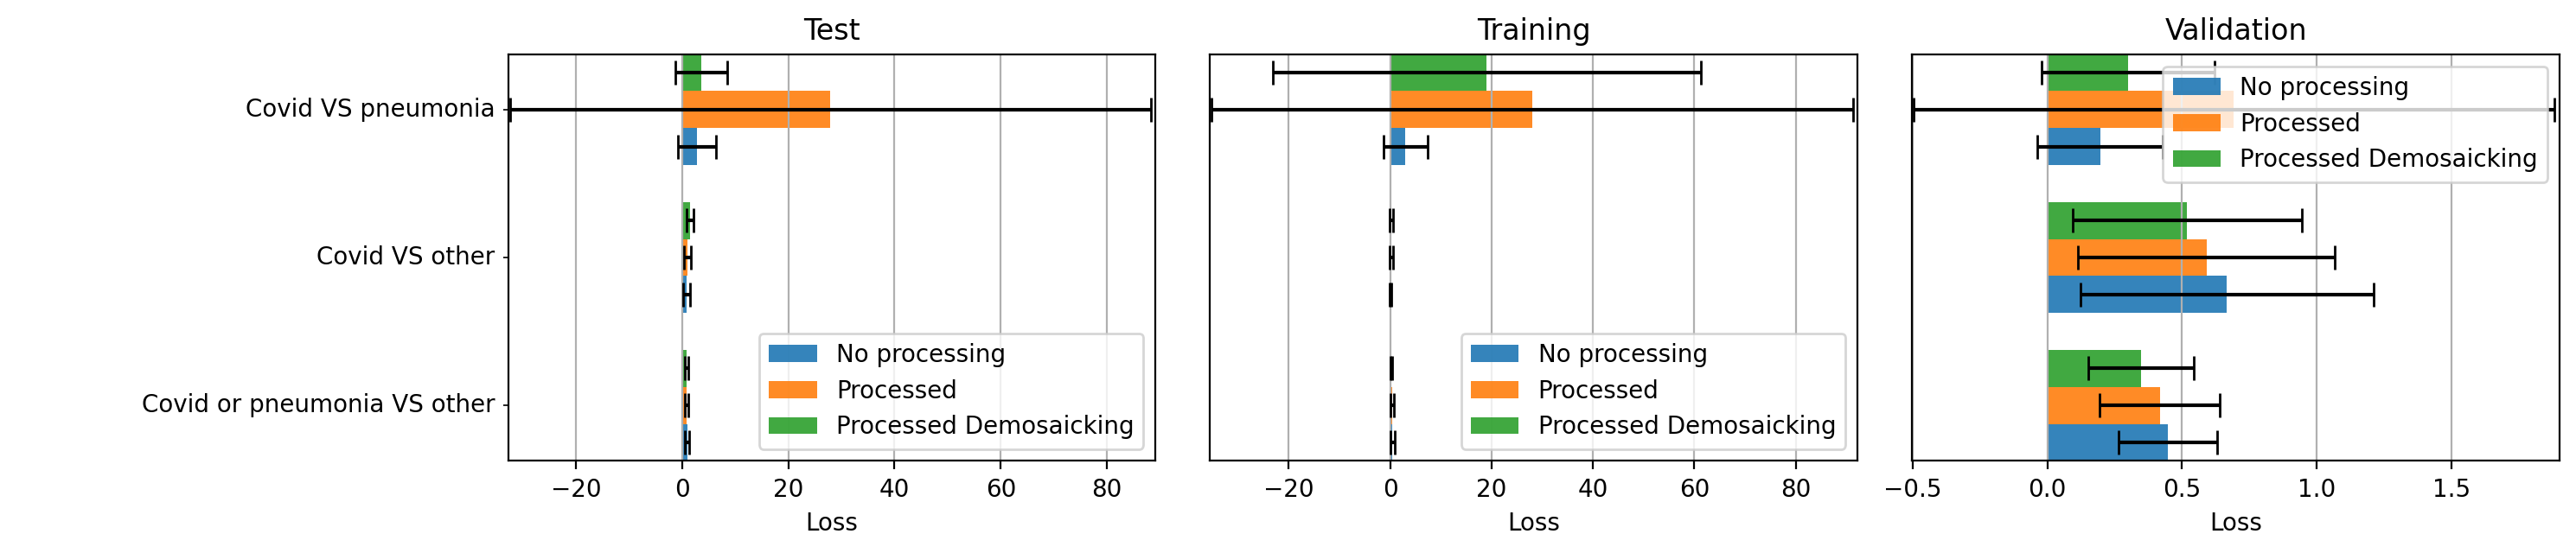 Test
Covid VS pneumonia
Covid VS other
Covid or pneumonia VS other
No processing
Processed
Processed Demosaicking
−20 0 20 40 60 80
Loss
Training
No processing
Processed
Processed Demosaicking
−20 0 20 40 60 80
Loss
Validation
No processing
Processed
Processed Demosaicking
−0.5 0.0 0.5 1.0 1.5
Loss